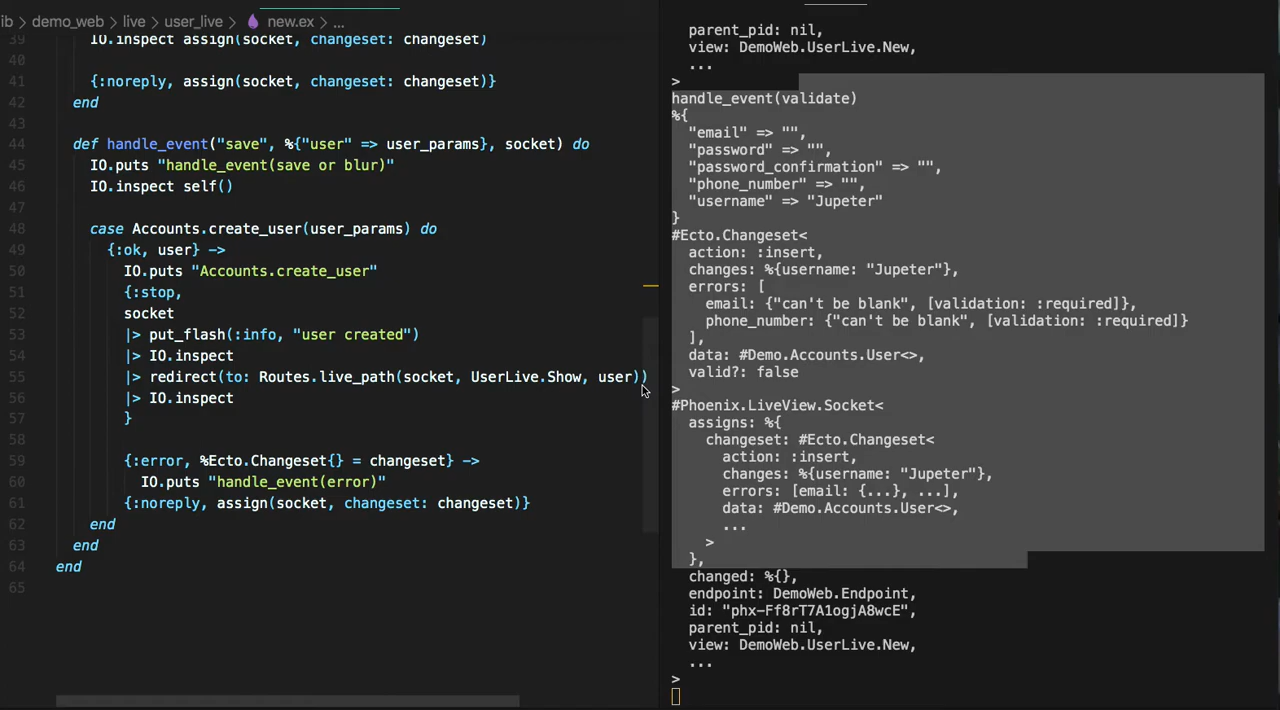 ib > demo_web > live > user_live > new.ex > ...
39 IO.inspect assign(socket, changeset: changeset)
40
41 {:noreply, assign(socket, changeset: changeset)}
42 end
43
44 def handle_event("save", %{"user" => user_params}, socket) do
45 IO.puts "handle_event(save or blur)"
46 IO.inspect self()
47
48 case Accounts.create_user(user_params) do
49 {:ok, user} ->
50 IO.puts "Accounts.create_user"
51 {:stop,
52 socket
53 |> put_flash(:info, "user created")
54 |> IO.inspect
55 |> redirect(to: Routes.live_path(socket, UserLive.Show, user))
56 |> IO.inspect
57 }
58
59 {:error, %Ecto.Changeset{} = changeset} ->
60 IO.puts "handle_event(error)"
61 {:noreply, assign(socket, changeset: changeset)}
62 end
63 end
64 end
65
parent_pid: nil,
view: DemoWeb.UserLive.New,
...
>
handle_event(validate)
%{
"email" => "",
"password" => "",
"password_confirmation" => "",
"phone_number" => "",
"username" => "Jupeter"
}
#Ecto.Changeset<
action: :insert,
changes: %{username: "Jupeter"},
errors: [
email: {"can't be blank", [validation: :required]},
phone_number: {"can't be blank", [validation: :required]}
],
data: #Demo.Accounts.User<>,
valid?: false
>
#Phoenix.LiveView.Socket<
assigns: %{
changeset: #Ecto.Changeset<
action: :insert,
changes: %{username: "Jupeter"},
errors: [email: {...}, ...],
data: #Demo.Accounts.User<>,
...
>
},
changed: %{},
endpoint: DemoWeb.Endpoint,
id: "phx-Ff8rT7A1ogjA8wcE",
parent_pid: nil,
view: DemoWeb.UserLive.New,
...
>